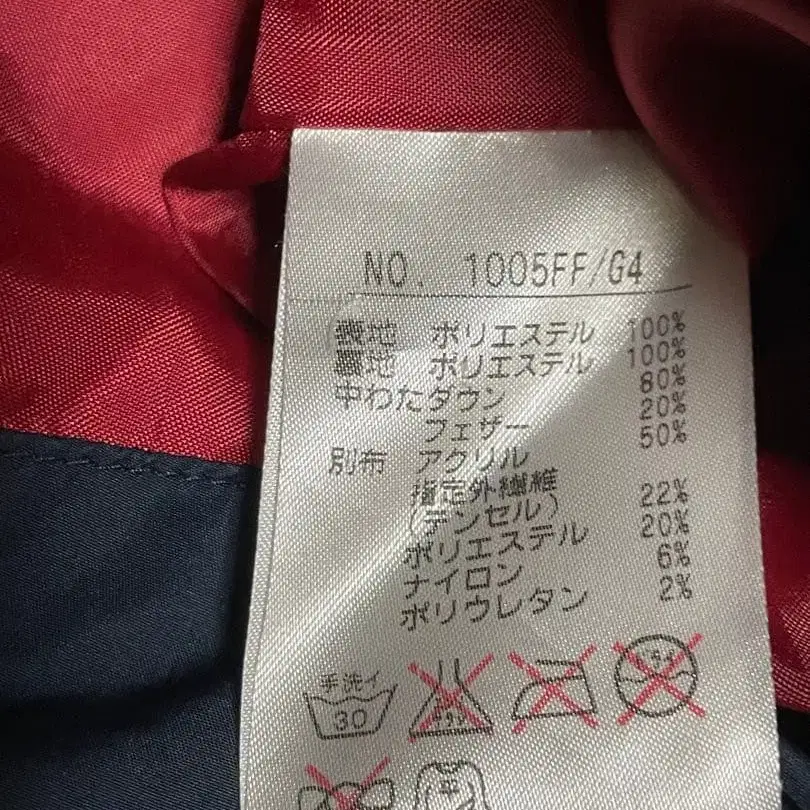 NO. 1005FF/G4
表地 ポリエステル 100%
裏地 ポリエステル 100%
中わた ダウン 80%
フェザー 20%
別布 アクリル 50%
指定外繊維
(テンセル) 22%
ポリエステル 20%
ナイロン 6%
ポリウレタン 2%
手洗イ
30